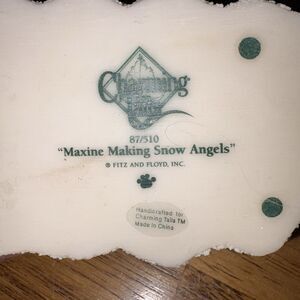 Charming
Tails
87/510
"Maxine Making Snow Angels"
® FITZ AND FLOYD, INC.
Handcrafted for
Charming Tails TM
Made in China